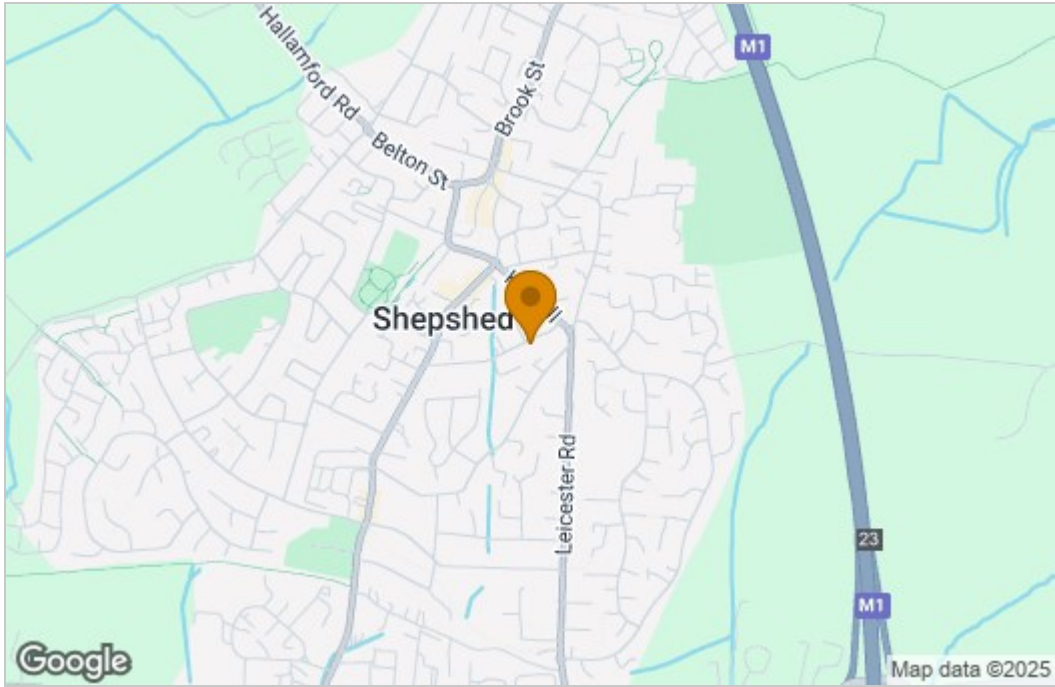 M1
Hallamford Rd
Brook St
Belton St
Shepshed
Leicester Rd
23
M1
Google
Map data ©2025